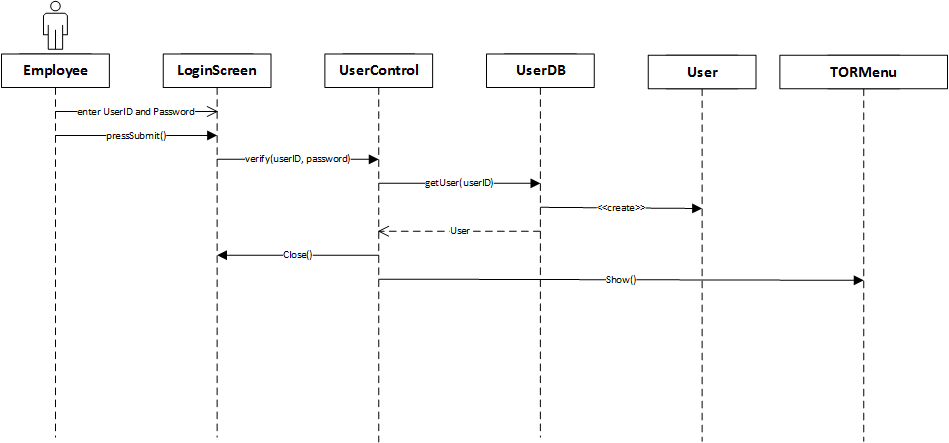 Employee
LoginScreen
UserControl
UserDB
User
TORMenu
enter UserID and Password
pressSubmit()
verify(userID, password)
getUser(userID)
<<create>>
User
Close()
Show()